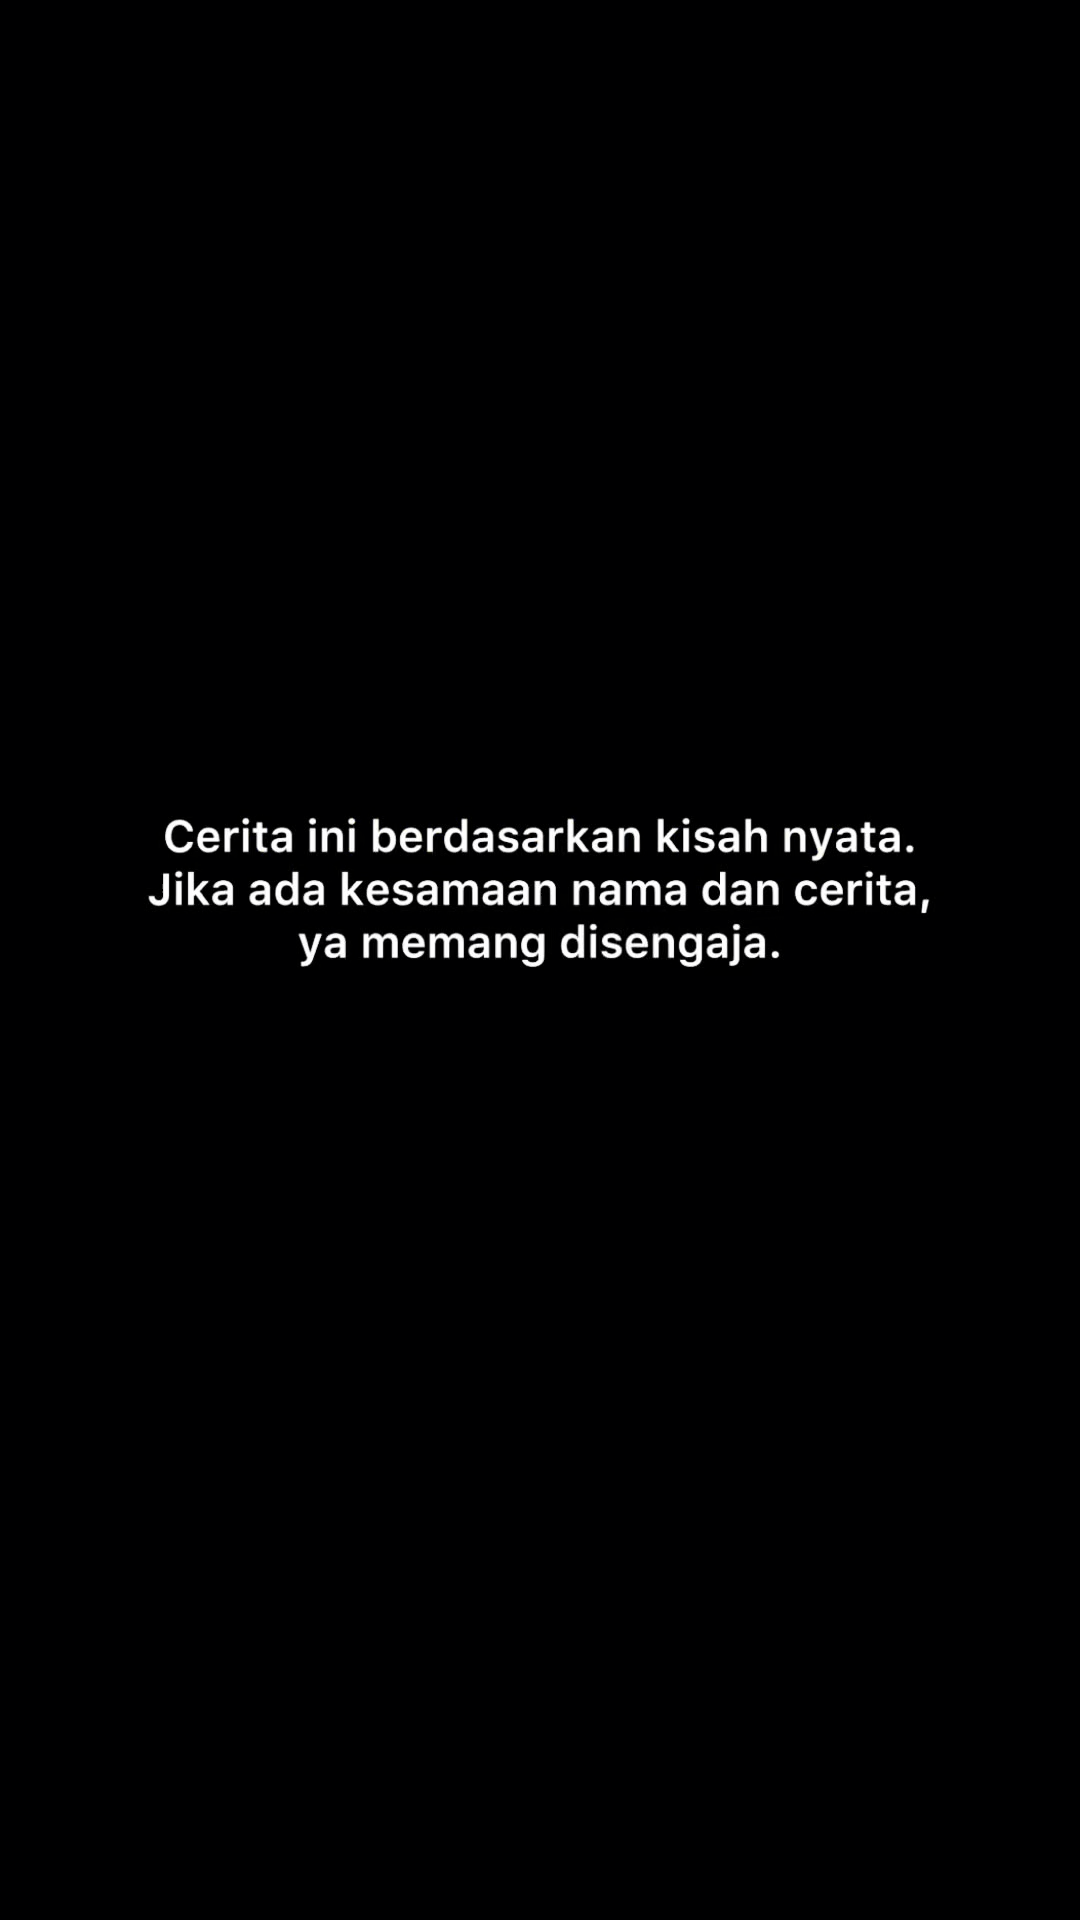 Cerita ini berdasarkan kisah nyata.
Jika ada kesamaan nama dan cerita,
ya memang disengaja.